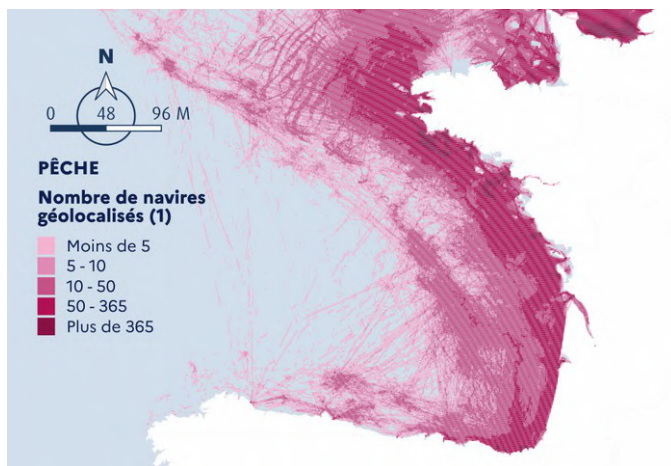 N
0 48 96 M
PÊCHE
Nombre de navires
géolocalisés (1)
Moins de 5
5 - 10
10 - 50
50 - 365
Plus de 365